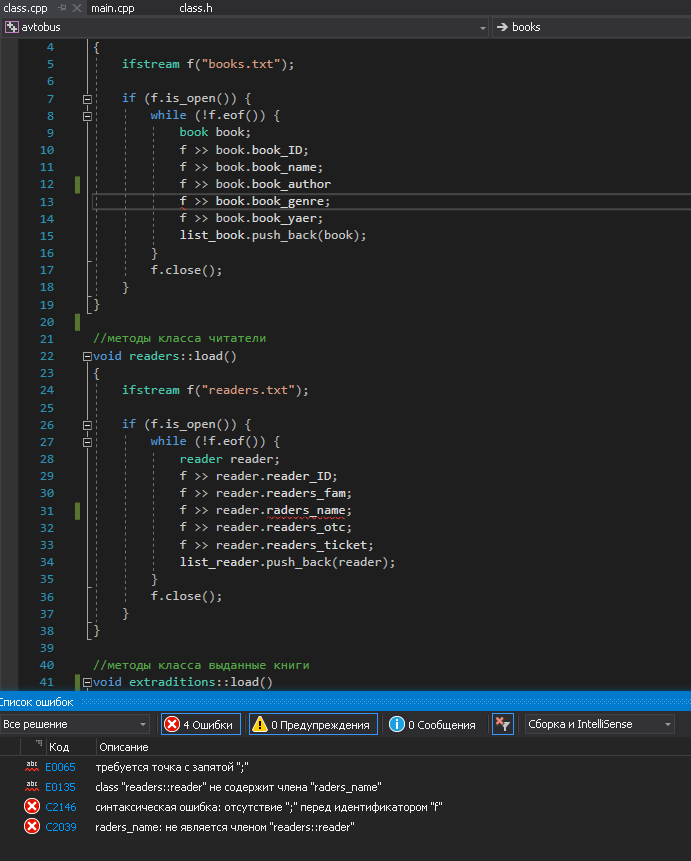 class.cpp main.cpp class.h
avtobus books
4 {
5 ifstream f("books.txt");
6
7 if (f.is_open()) {
8 while (!f.eof()) {
9 book book;
10 f >> book.book_ID;
11 f >> book.book_name;
12 f >> book.book_author
13 f >> book.book_genre;
14 f >> book.book_yaer;
15 list_book.push_back(book);
16 }
17 f.close();
18 }
19 }
20
21 //методы класса читатели
22 void readers::load()
23 {
24 ifstream f("readers.txt");
25
26 if (f.is_open()) {
27 while (!f.eof()) {
28 reader reader;
29 f >> reader.reader_ID;
30 f >> reader.readers_fam;
31 f >> reader.raders_name;
32 f >> reader.readers_otc;
33 f >> reader.readers_ticket;
34 list_reader.push_back(reader);
35 }
36 f.close();
37 }
38 }
39
40 //методы класса выданные книги
41 void extraditions::load()
Список ошибок
Все решение 4 Ошибки 0 Предупреждения 0 Сообщения Сборка и IntelliSense
Код Описание
abc E0065 требуется точка с запятой ";"
abc E0135 class "readers::reader" не содержит члена "raders_name"
C2146 синтаксическая ошибка: отсутствие ";" перед идентификатором "f"
C2039 raders_name: не является членом "readers::reader"